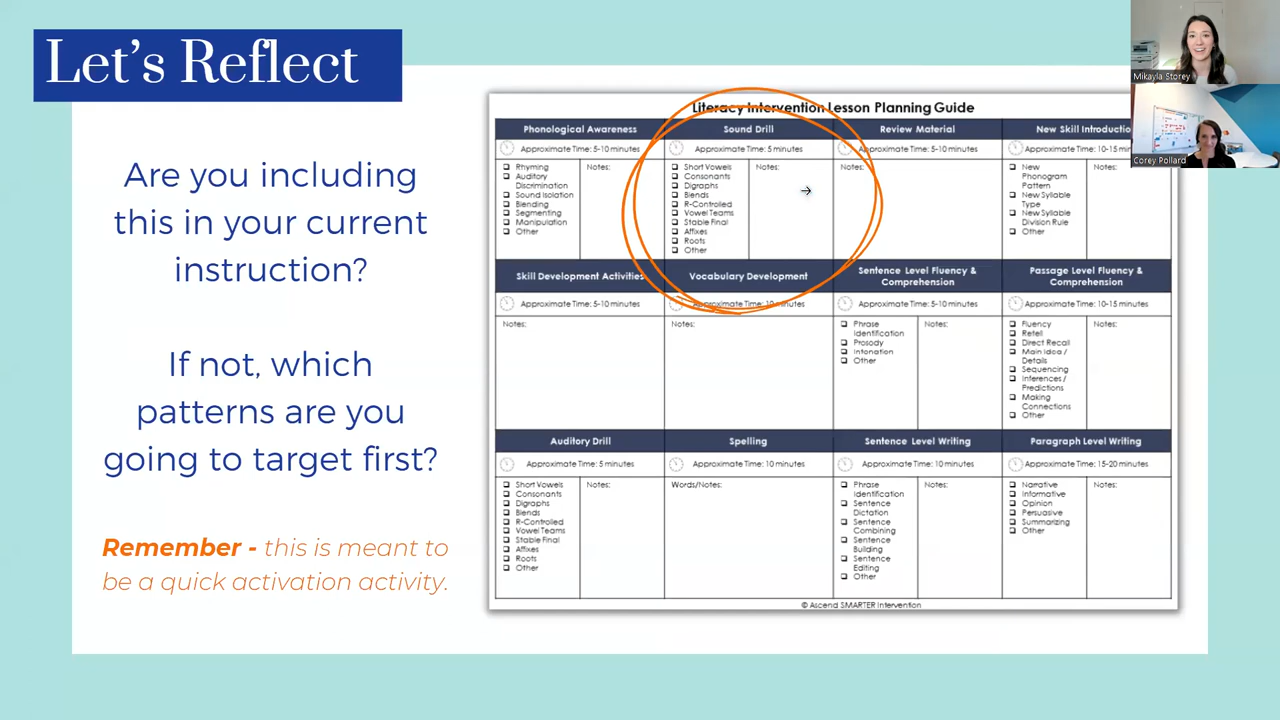 Let's Reflect
Mikayla Storey
Corey Pollard
Are you including
this in your current
instruction?
If not, which
patterns are you
going to target first?
Remember - this is meant to
be a quick activation activity.
Literacy Intervention Lesson Planning Guide
Phonological Awareness
Approximate Time: 5-10 minutes
Rhyming
Auditory
Discrimination
Sound Isolation
Blending
Segmenting
Manipulation
Other
Notes:
Sound Drill
Approximate Time: 5 minutes
Short Vowels
Consonants
Digraphs
Blends
R-Controlled
Vowel Teams
Stable Final
Affixes
Roots
Other
Notes:
Review Material
Approximate Time: 5-10 minutes
Notes:
New Skill Introductio
Approximate Time: 10-15 min
New
Phonogram
Pattern
New Syllable
Type
New Syllable
Division Rule
Other
Notes:
Skill Development Activities
Approximate Time: 5-10 minutes
Notes:
Vocabulary Development
Approximate Time: 10 minutes
Notes:
Sentence Level Fluency &
Comprehension
Approximate Time: 5-10 minutes
Phrase
Identification
Prosody
Intonation
Other
Notes:
Passage Level Fluency &
Comprehension
Approximate Time: 10-15 minutes
Fluency
Retell
Direct Recall
Main Idea /
Details
Sequencing
Inferences /
Predictions
Making
Connections
Other
Notes:
Auditory Drill
Approximate Time: 5 minutes
Short Vowels
Consonants
Digraphs
Blends
R-Controlled
Vowel Teams
Stable Final
Affixes
Roots
Other
Notes:
Spelling
Approximate Time: 10 minutes
Words/Notes:
Sentence Level Writing
Approximate Time: 10 minutes
Phrase
Identification
Sentence
Dictation
Sentence
Combining
Sentence
Building
Sentence
Editing
Other
Notes:
Paragraph Level Writing
Approximate Time: 15-20 minutes
Narrative
Informative
Opinion
Persuasive
Summarizing
Other
Notes:
© Ascend SMARTER Intervention